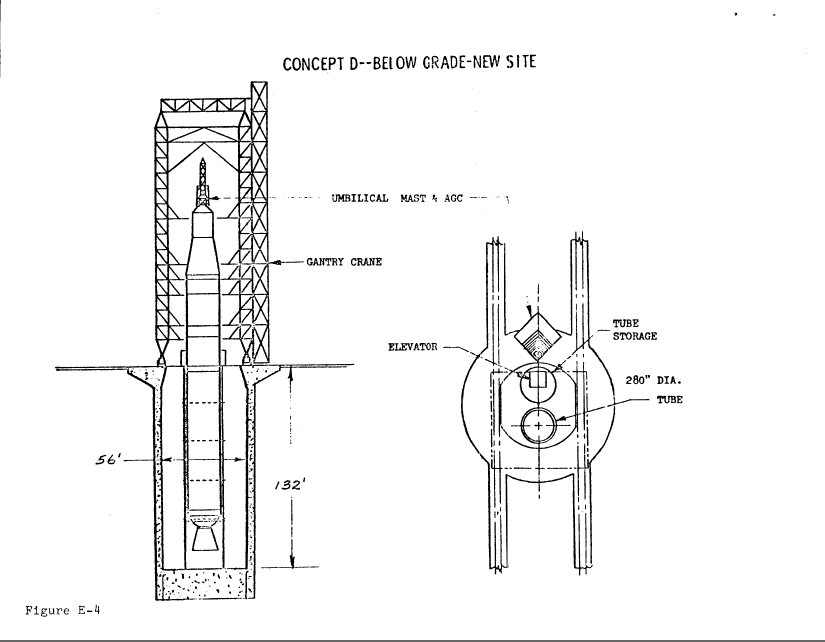 CONCEPT D--BELOW GRADE-NEW SITE
UMBILICAL MAST & AGC
GANTRY CRANE
TUBE
STORAGE
ELEVATOR
280" DIA.
TUBE
56'
132'
Figure E-4